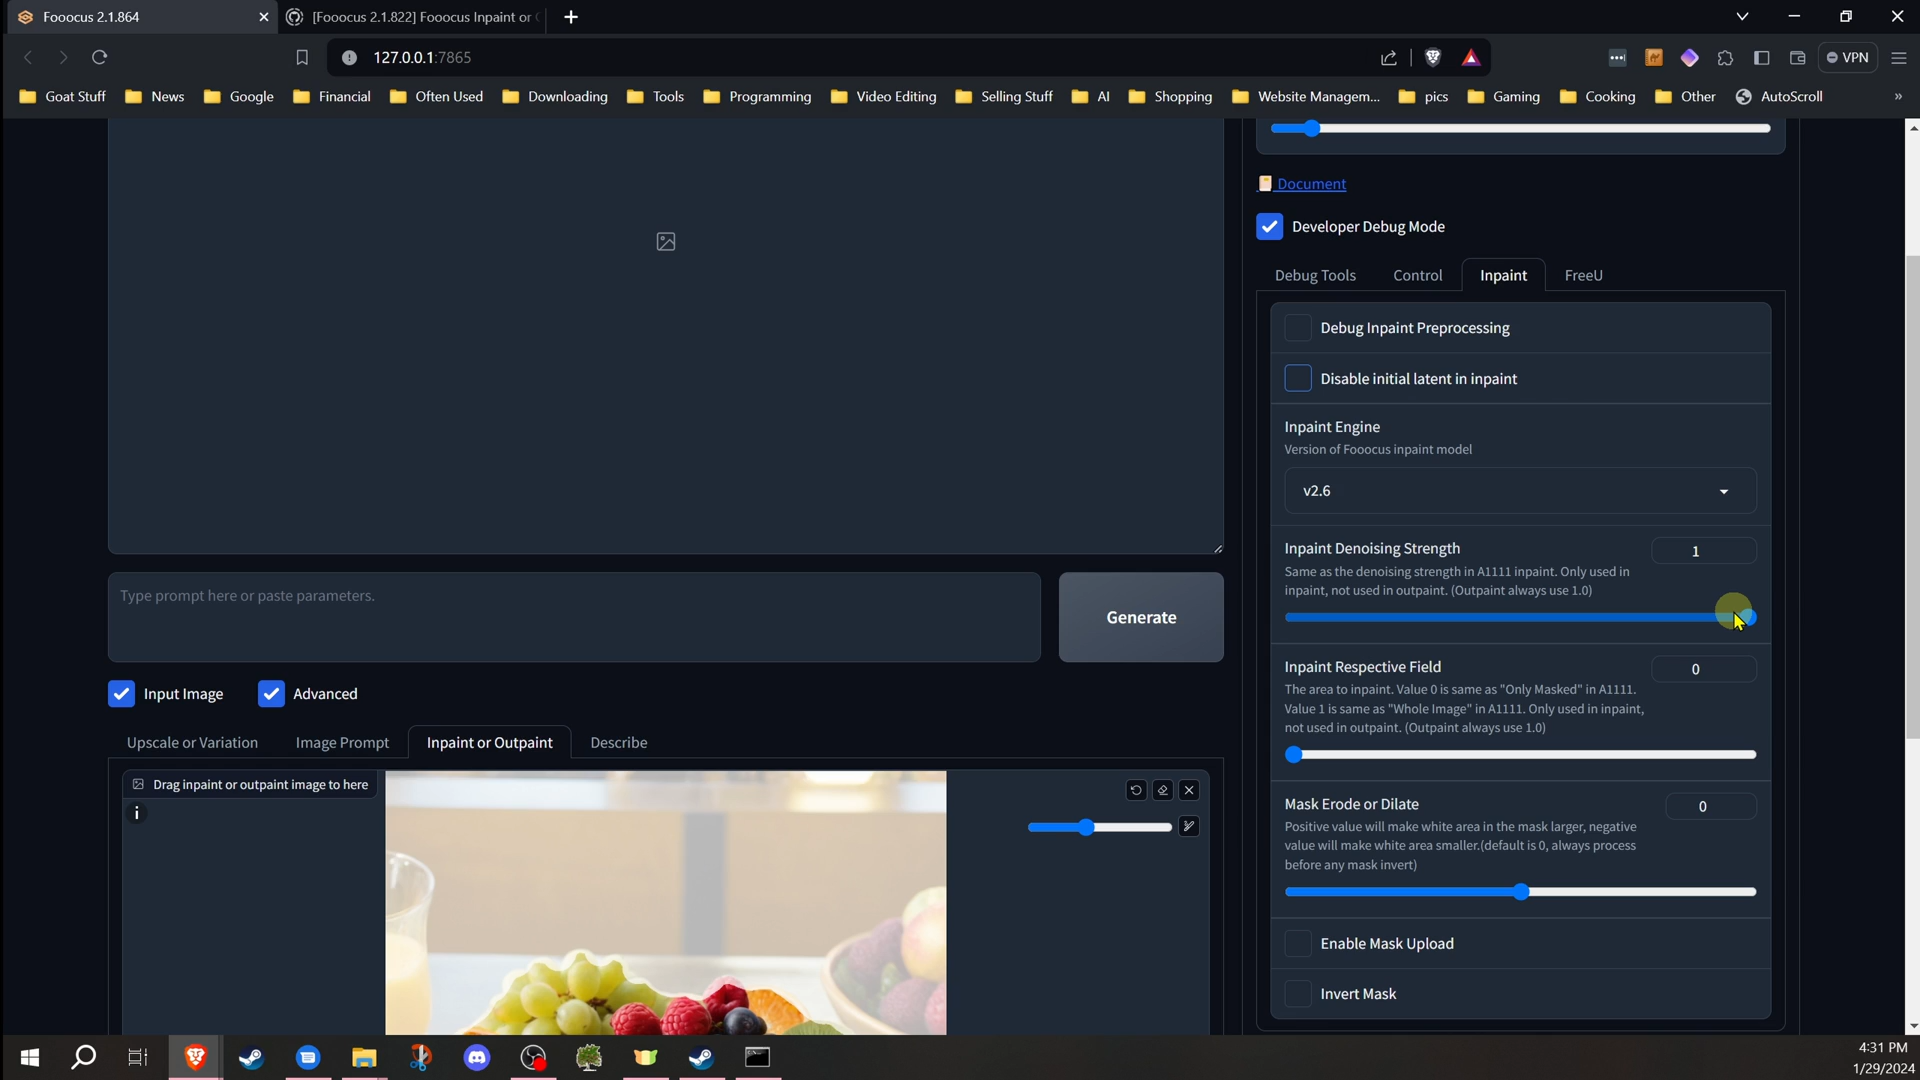 Fooocus 2.1.864
[Fooocus 2.1.822] Fooocus Inpaint or
127.0.0.1:7865
VPN
Goat Stuff
News
Google
Financial
Often Used
Downloading
Tools
Programming
Video Editing
Selling Stuff
AI
Shopping
Website Managem...
pics
Gaming
Cooking
Other
AutoScroll
»
Type prompt here or paste parameters.
Generate
Input Image
Advanced
Upscale or Variation
Image Prompt
Inpaint or Outpaint
Describe
Drag inpaint or outpaint image to here
i
Document
Developer Debug Mode
Debug Tools
Control
Inpaint
FreeU
Debug Inpaint Preprocessing
Disable initial latent in inpaint
Inpaint Engine
Version of Fooocus inpaint model
v2.6
Inpaint Denoising Strength
1
Same as the denoising strength in A1111 inpaint. Only used in
inpaint, not used in outpaint. (Outpaint always use 1.0)
Inpaint Respective Field
0
The area to inpaint. Value 0 is same as "Only Masked" in A1111.
Value 1 is same as "Whole Image" in A1111. Only used in inpaint,
not used in outpaint. (Outpaint always use 1.0)
Mask Erode or Dilate
0
Positive value will make white area in the mask larger, negative
value will make white area smaller.(default is 0, always process
before any mask invert)
Enable Mask Upload
Invert Mask
4:31 PM
1/29/2024